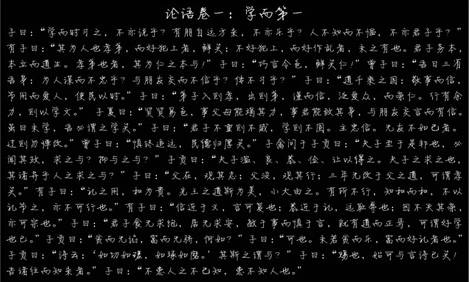 论语卷一：学而第一
子曰：“学而时习之，不亦说乎？有朋自远方来，不亦乐乎？人不知而不愠，不亦君子乎？”
有子曰：“其为人也孝弟，而好犯上者，鲜矣；不好犯上，而好作乱者，未之有也。君子务本，
本立而道生。孝弟也者，其为仁之本与！”子曰：“巧言令色，鲜矣仁！”曾子曰：“吾日三省
吾身：为人谋而不忠乎？与朋友交而不信乎？传不习乎？”子曰：“道千乘之国：敬事而信，
节用而爱人，使民以时。”子曰：“弟子入则孝，出则弟，谨而信，泛爱众，而亲仁。行有余
力，则以学文。”子夏曰：“贤贤易色，事父母能竭其力，事君能致其身，与朋友交言而有信。
虽曰未学，吾必谓之学矣。”子曰：“君子不重则不威，学则不固。主忠信。无友不如己者。
过则勿惮改。”曾子曰：“慎终追远，民德归厚矣。”子禽问于子贡曰：“夫子至于是邦也，必
闻其政，求之与？抑与之与？”子贡曰：“夫子温、良、恭、俭、让以得之。夫子之求之也，
其诸异乎人之求之与？”子曰：“父在，观其志；父没，观其行；三年无改于父之道，可谓孝
矣。”有子曰：“礼之用，和为贵。先王之道斯为美，小大由之。有所不行，知和而和，不以
礼节之，亦不可行也。”有子曰：“信近于义，言可复也；恭近于礼，远耻辱也；因不失其亲，
亦可宗也。”子曰：“君子食无求饱，居无求安，敏于事而慎于言，就有道而正焉，可谓好学
也已。”子贡曰：“贫而无谄，富而无骄，何如？”子曰：“可也。未若贫而乐，富而好礼者也。”
子贡曰：“诗云：‘如切如磋，如琢如磨。’其斯之谓与？”子曰：“赐也，始可与言诗已矣！
告诸往而知来者。”子曰：“不患人之不己知，患不知人也。”